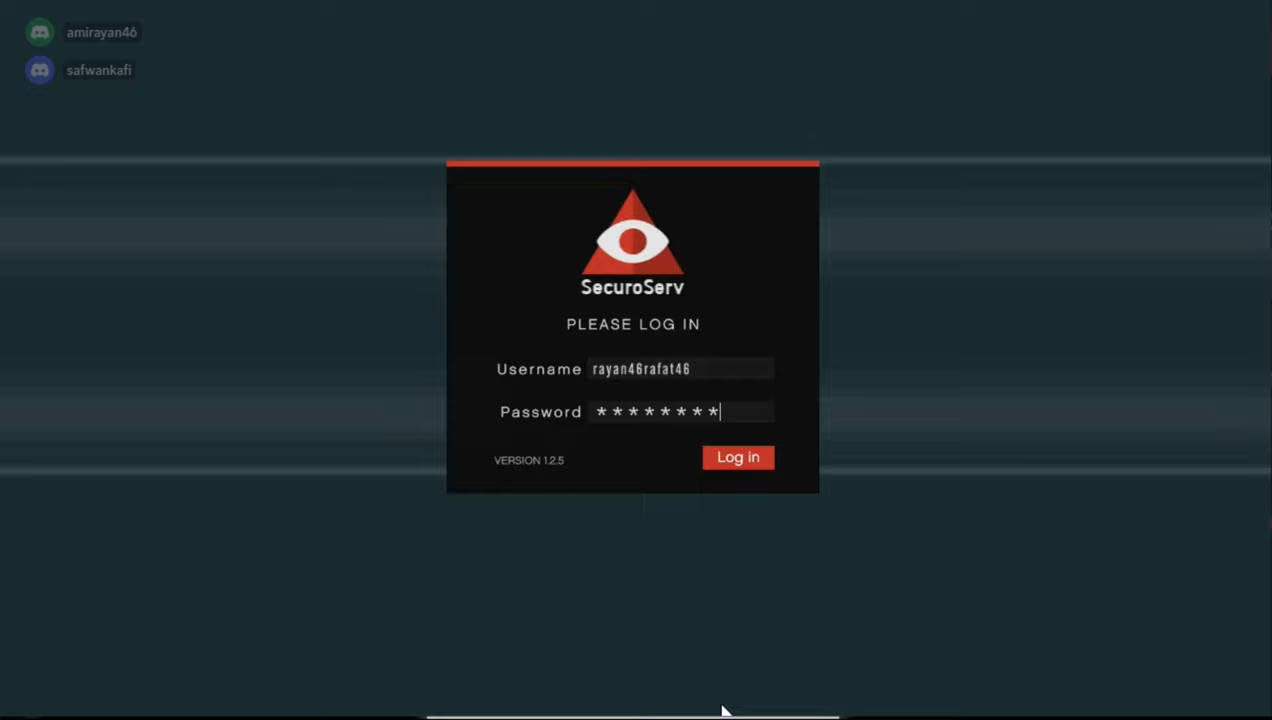 amirayan46
safwankafi
SecuroServ
PLEASE LOG IN
Username rayan46rafat46
Password ********
VERSION 1.2.5 Log in